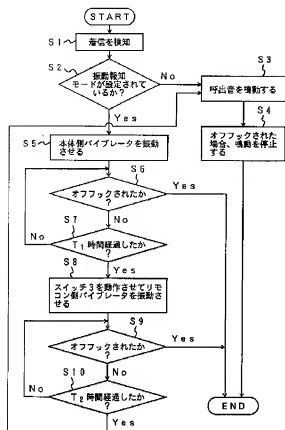 START
S1
着信を検知
S2
振動報知
モードが設定されて
いるか？
No
Yes
S3
呼出音を鳴動する
S4
オフフックされた
場合、鳴動を停止
する
S5
本体側バイブレータを振動
させる
S6
オフフックされたか
？
Yes
No
S7
T₁時間経過したか
？
No
Yes
S8
スイッチ３を動作させてリモ
コン側バイブレータを振動さ
せる
S9
オフフックされたか
？
Yes
No
S10
T₂時間経過したか
？
No
Yes
END